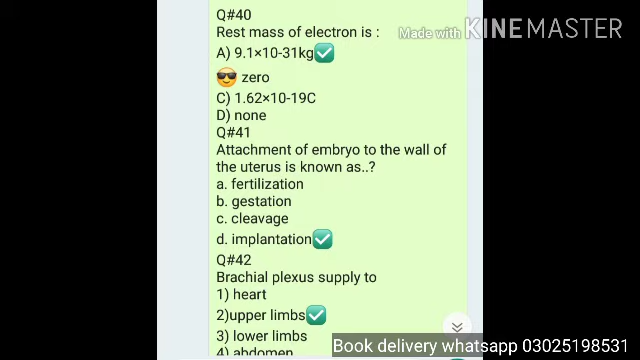 Q#40
Rest mass of electron is :
Made with KINEMASTER
A) 9.1×10-31kg✅
😎 zero
C) 1.62×10-19C
D) none
Q#41
Attachment of embryo to the wall of
the uterus is known as..?
a. fertilization
b. gestation
c. cleavage
d. implantation✅
Q#42
Brachial plexus supply to
1) heart
2)upper limbs✅
3) lower limbs
4) abdomen
Book delivery whatsapp 03025198531